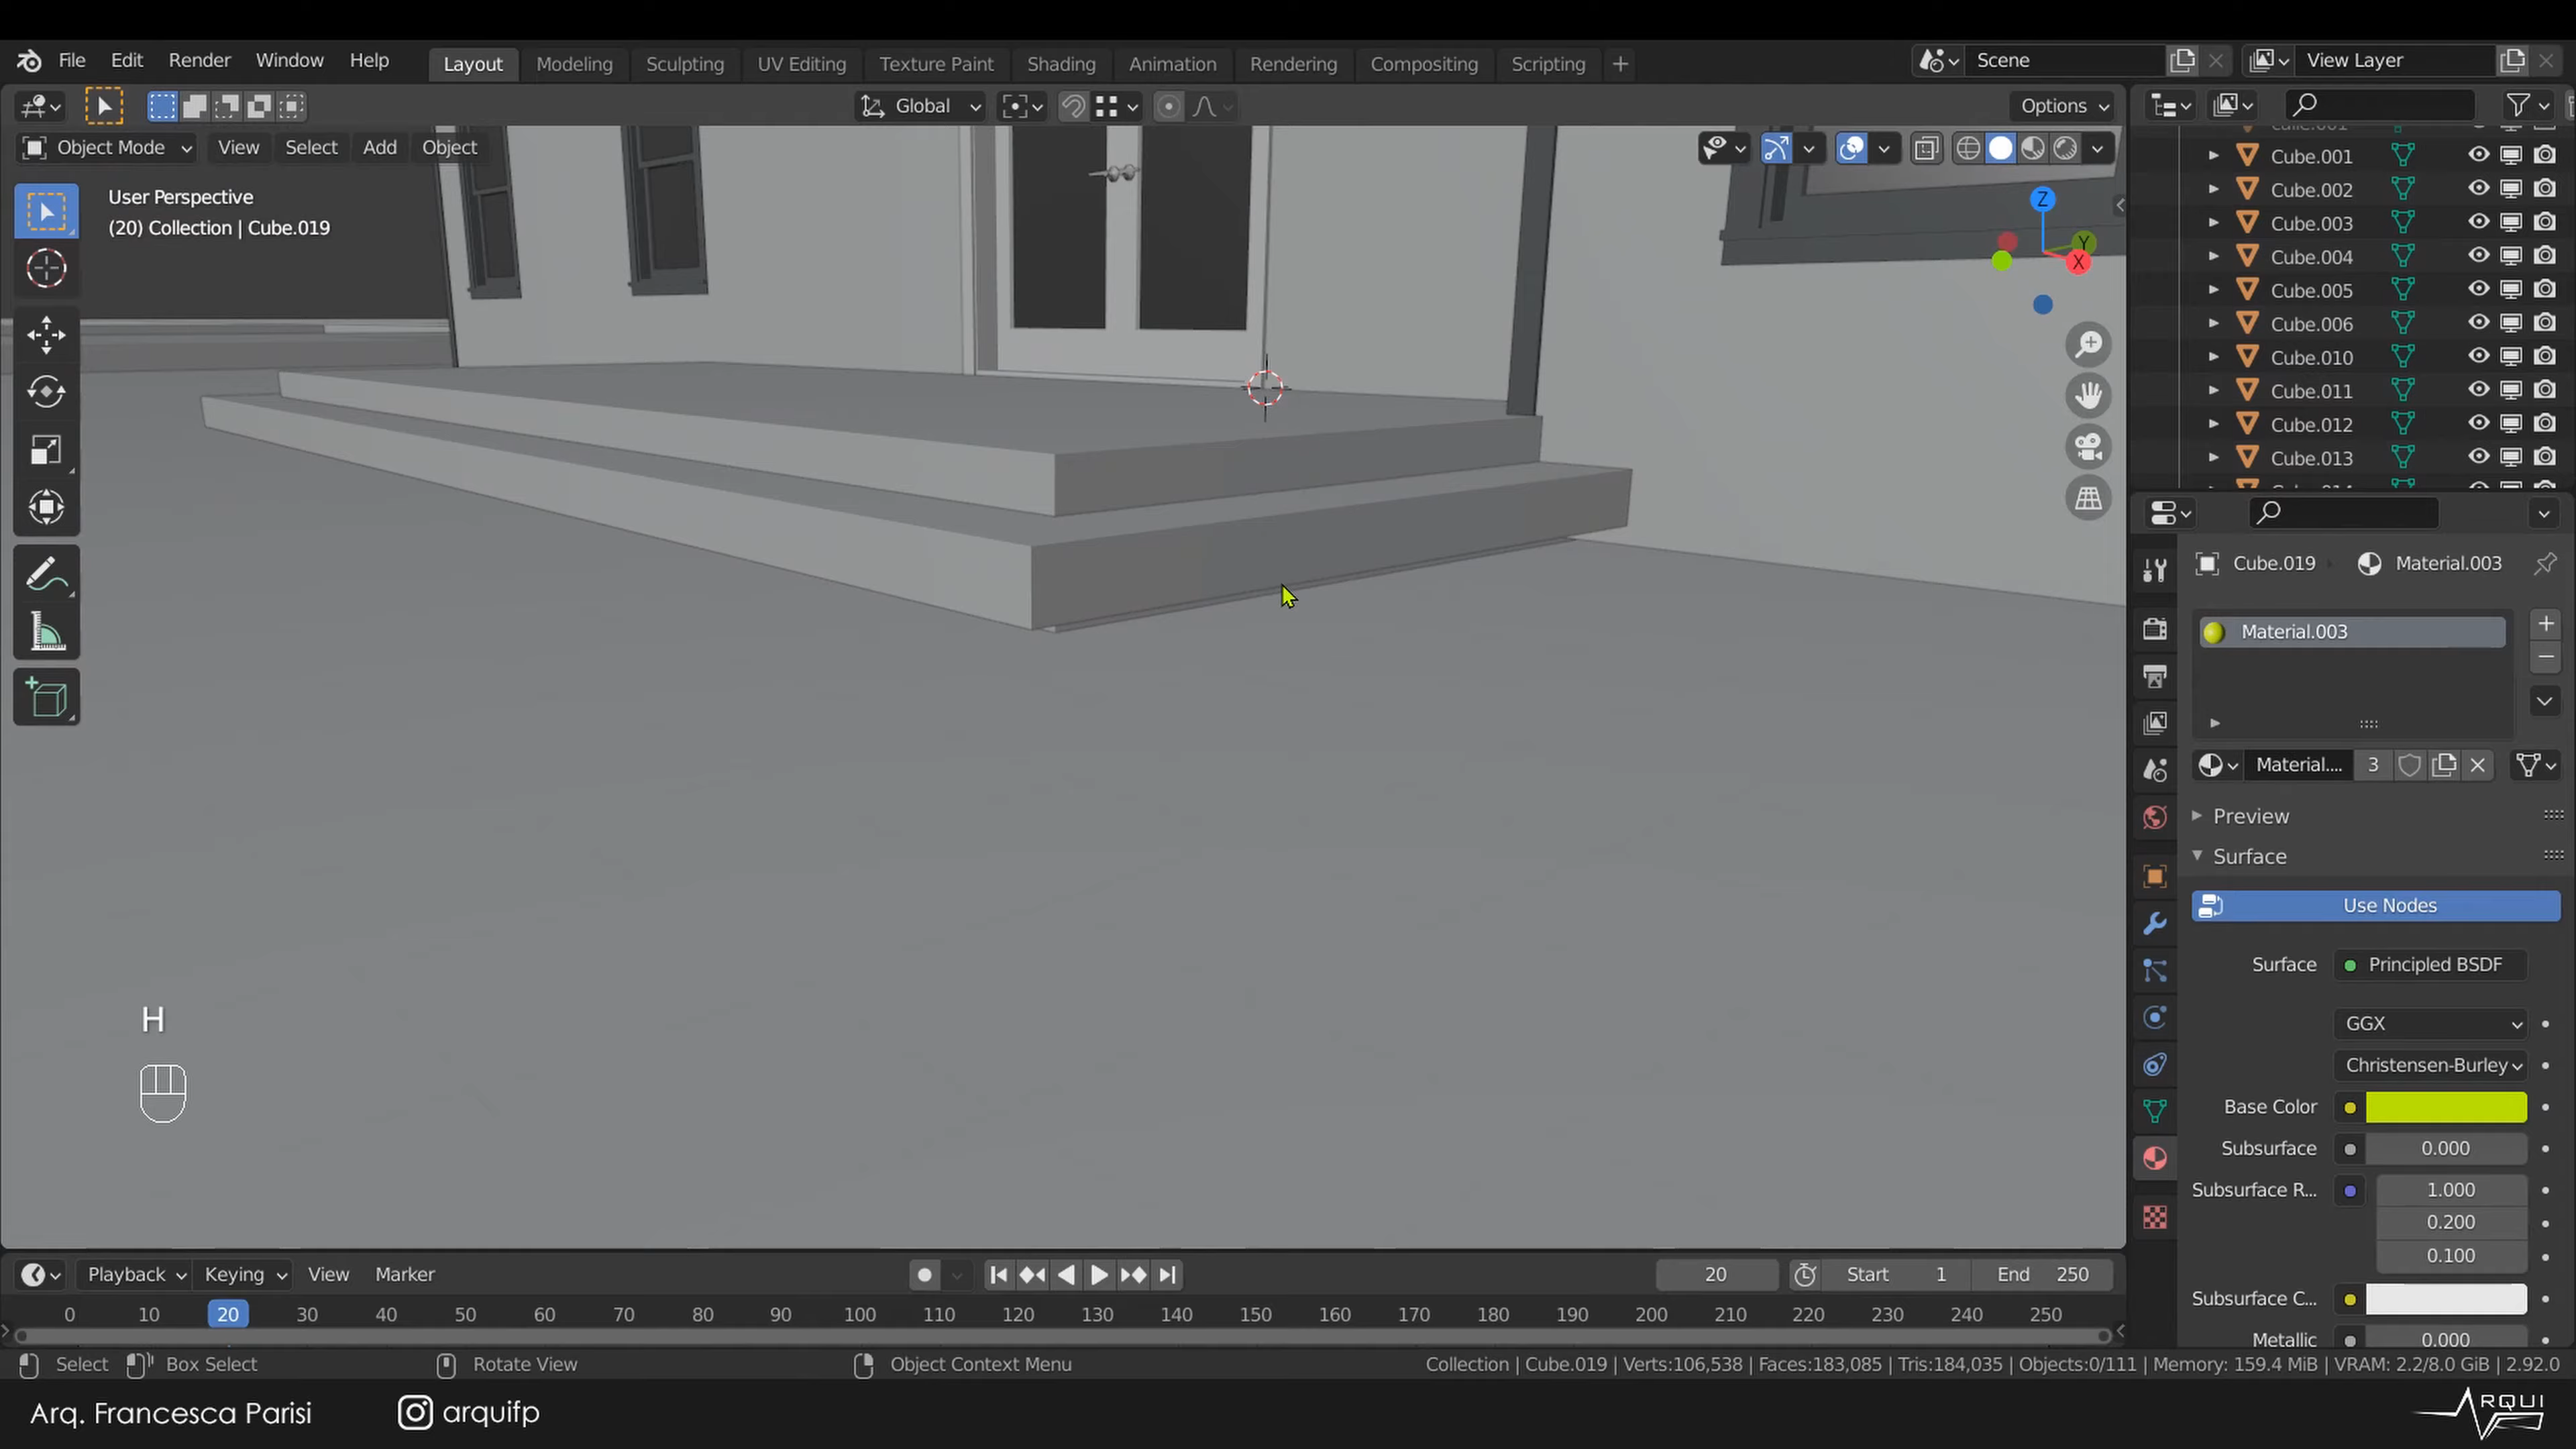 File Edit Render Window Help Layout Modeling Sculpting UV Editing Texture Paint Shading Animation Rendering Compositing Scripting + Scene View Layer
Global Options
Object Mode View Select Add Object
User Perspective
(20) Collection | Cube.019
Z
Y
X
Cube.001
Cube.002
Cube.003
Cube.004
Cube.005
Cube.006
Cube.010
Cube.011
Cube.012
Cube.013
Cube.019 Material.003
Material.003
Material.... 3
Preview
Surface
Use Nodes
Surface Principled BSDF
GGX
Christensen-Burley
Base Color
Subsurface 0.000
Subsurface R... 1.000
0.200
0.100
Subsurface C...
Metallic 0.000
H
Playback Keying View Marker 20 Start 1 End 250
0 10 20 30 40 50 60 70 80 90 100 110 120 130 140 150 160 170 180 190 200 210 220 230 240 250
Select Box Select Rotate View Object Context Menu Collection | Cube.019 | Verts:106,538 | Faces:183,085 | Tris:184,035 | Objects:0/111 | Memory: 159.4 MiB | VRAM: 2.2/8.0 GiB | 2.92.0
Arq. Francesca Parisi arquifp ARQUI